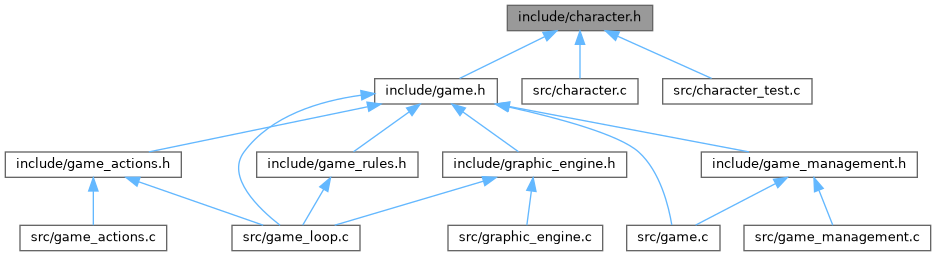 include/character.h
include/game.h
src/character.c
src/character_test.c
include/game_actions.h
include/game_rules.h
include/graphic_engine.h
include/game_management.h
src/game_actions.c
src/game_loop.c
src/graphic_engine.c
src/game.c
src/game_management.c